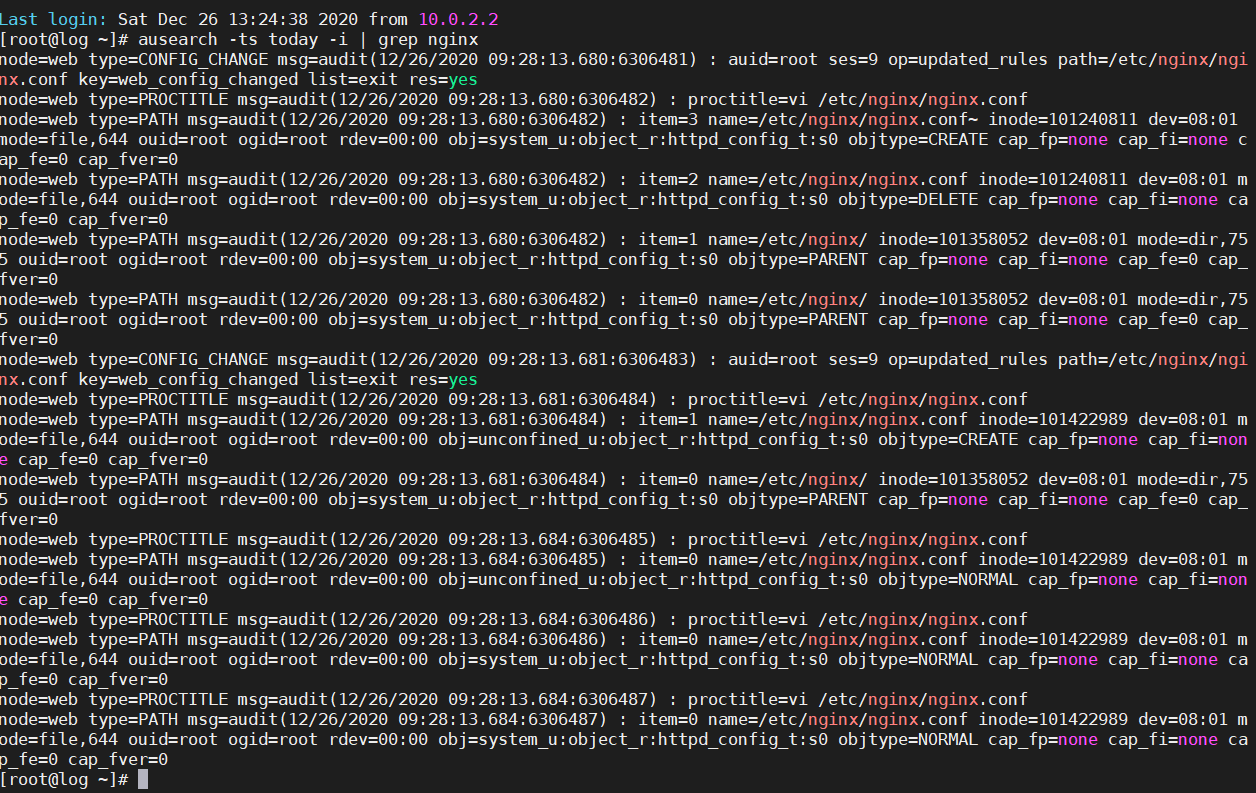 Last login: Sat Dec 26 13:24:38 2020 from 10.0.2.2
[root@log ~]# ausearch -ts today -i | grep nginx
node=web type=CONFIG_CHANGE msg=audit(12/26/2020 09:28:13.680:6306481) : auid=root ses=9 op=updated_rules path=/etc/nginx/ngi
nx.conf key=web_config_changed list=exit res=yes
node=web type=PROCTITLE msg=audit(12/26/2020 09:28:13.680:6306482) : proctitle=vi /etc/nginx/nginx.conf
node=web type=PATH msg=audit(12/26/2020 09:28:13.680:6306482) : item=3 name=/etc/nginx/nginx.conf~ inode=101240811 dev=08:01
mode=file,644 ouid=root ogid=root rdev=00:00 obj=system_u:object_r:httpd_config_t:s0 objtype=CREATE cap_fp=none cap_fi=none c
ap_fe=0 cap_fver=0
node=web type=PATH msg=audit(12/26/2020 09:28:13.680:6306482) : item=2 name=/etc/nginx/nginx.conf inode=101240811 dev=08:01 m
ode=file,644 ouid=root ogid=root rdev=00:00 obj=system_u:object_r:httpd_config_t:s0 objtype=DELETE cap_fp=none cap_fi=none ca
p_fe=0 cap_fver=0
node=web type=PATH msg=audit(12/26/2020 09:28:13.680:6306482) : item=1 name=/etc/nginx/ inode=101358052 dev=08:01 mode=dir,75
5 ouid=root ogid=root rdev=00:00 obj=system_u:object_r:httpd_config_t:s0 objtype=PARENT cap_fp=none cap_fi=none cap_fe=0 cap_
fver=0
node=web type=PATH msg=audit(12/26/2020 09:28:13.680:6306482) : item=0 name=/etc/nginx/ inode=101358052 dev=08:01 mode=dir,75
5 ouid=root ogid=root rdev=00:00 obj=system_u:object_r:httpd_config_t:s0 objtype=PARENT cap_fp=none cap_fi=none cap_fe=0 cap_
fver=0
node=web type=CONFIG_CHANGE msg=audit(12/26/2020 09:28:13.681:6306483) : auid=root ses=9 op=updated_rules path=/etc/nginx/ngi
nx.conf key=web_config_changed list=exit res=yes
node=web type=PROCTITLE msg=audit(12/26/2020 09:28:13.681:6306484) : proctitle=vi /etc/nginx/nginx.conf
node=web type=PATH msg=audit(12/26/2020 09:28:13.681:6306484) : item=1 name=/etc/nginx/nginx.conf inode=101422989 dev=08:01 m
ode=file,644 ouid=root ogid=root rdev=00:00 obj=unconfined_u:object_r:httpd_config_t:s0 objtype=CREATE cap_fp=none cap_fi=non
e cap_fe=0 cap_fver=0
node=web type=PATH msg=audit(12/26/2020 09:28:13.681:6306484) : item=0 name=/etc/nginx/ inode=101358052 dev=08:01 mode=dir,75
5 ouid=root ogid=root rdev=00:00 obj=system_u:object_r:httpd_config_t:s0 objtype=PARENT cap_fp=none cap_fi=none cap_fe=0 cap_
fver=0
node=web type=PROCTITLE msg=audit(12/26/2020 09:28:13.684:6306485) : proctitle=vi /etc/nginx/nginx.conf
node=web type=PATH msg=audit(12/26/2020 09:28:13.684:6306485) : item=0 name=/etc/nginx/nginx.conf inode=101422989 dev=08:01 m
ode=file,644 ouid=root ogid=root rdev=00:00 obj=unconfined_u:object_r:httpd_config_t:s0 objtype=NORMAL cap_fp=none cap_fi=non
e cap_fe=0 cap_fver=0
node=web type=PROCTITLE msg=audit(12/26/2020 09:28:13.684:6306486) : proctitle=vi /etc/nginx/nginx.conf
node=web type=PATH msg=audit(12/26/2020 09:28:13.684:6306486) : item=0 name=/etc/nginx/nginx.conf inode=101422989 dev=08:01 m
ode=file,644 ouid=root ogid=root rdev=00:00 obj=system_u:object_r:httpd_config_t:s0 objtype=NORMAL cap_fp=none cap_fi=none ca
p_fe=0 cap_fver=0
node=web type=PROCTITLE msg=audit(12/26/2020 09:28:13.684:6306487) : proctitle=vi /etc/nginx/nginx.conf
node=web type=PATH msg=audit(12/26/2020 09:28:13.684:6306487) : item=0 name=/etc/nginx/nginx.conf inode=101422989 dev=08:01 m
ode=file,644 ouid=root ogid=root rdev=00:00 obj=system_u:object_r:httpd_config_t:s0 objtype=NORMAL cap_fp=none cap_fi=none ca
p_fe=0 cap_fver=0
[root@log ~]#